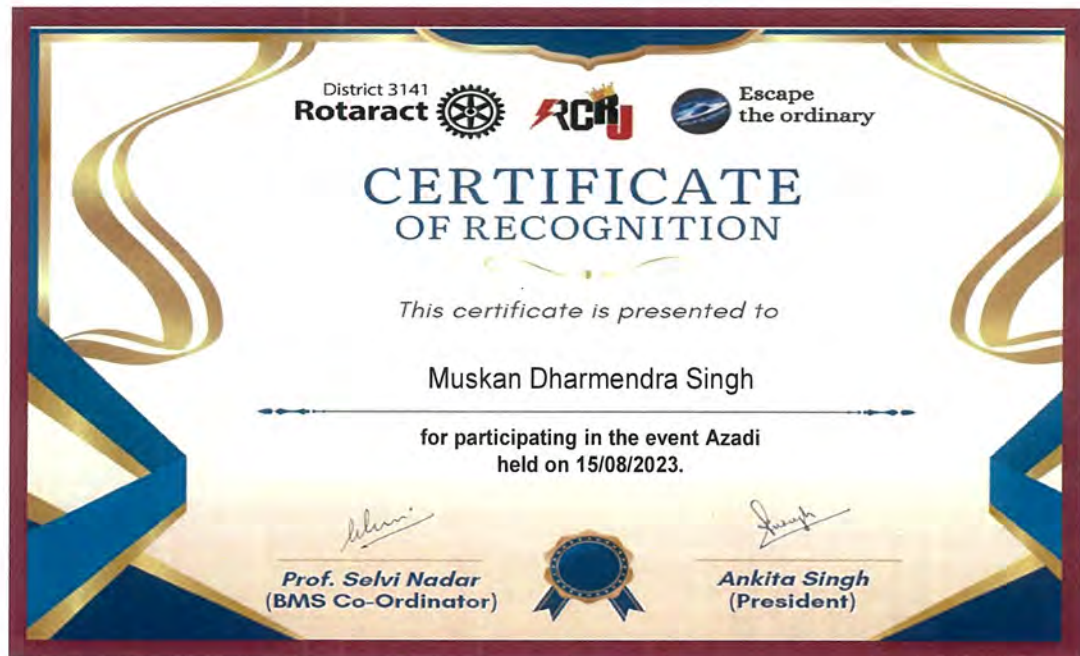 District 3141
Rotaract
RCRJ
Escape
the ordinary
CERTIFICATE
OF RECOGNITION
This certificate is presented to
Muskan Dharmendra Singh
for participating in the event Azadi
held on 15/08/2023.
Prof. Selvi Nadar
(BMS Co-Ordinator)
Ankita Singh
(President)